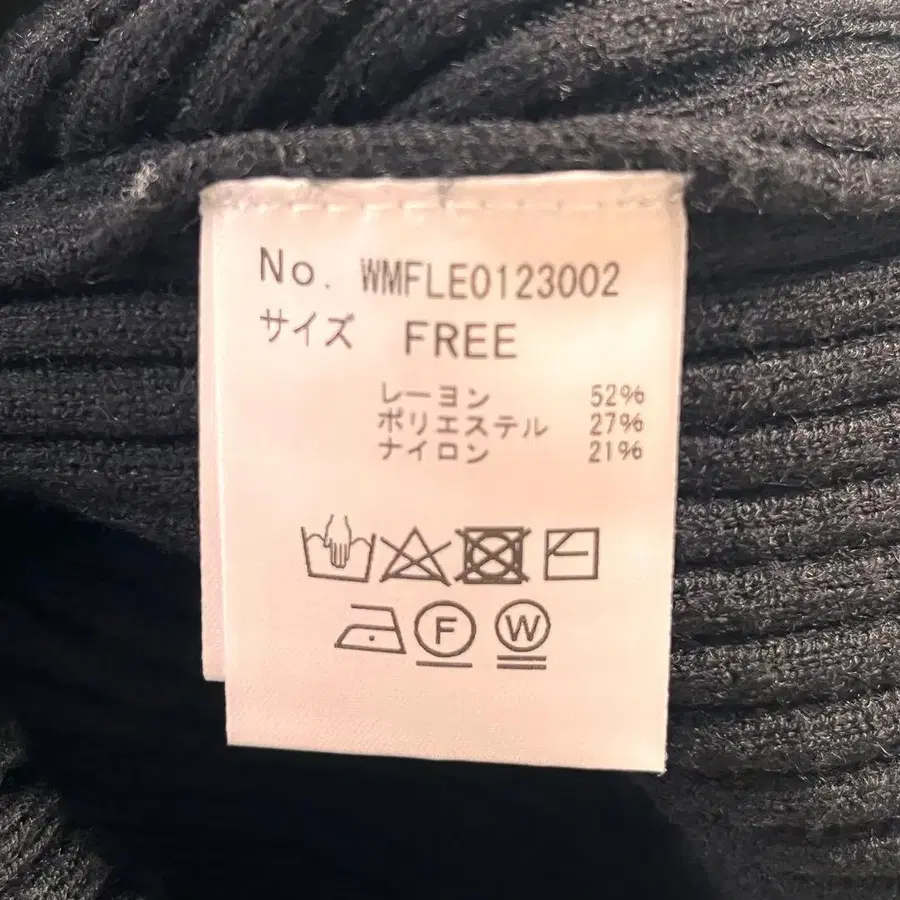 No. WMFLE0123002
サイズ FREE
レーヨン 52%
ポリエステル 27%
ナイロン 21%
F W